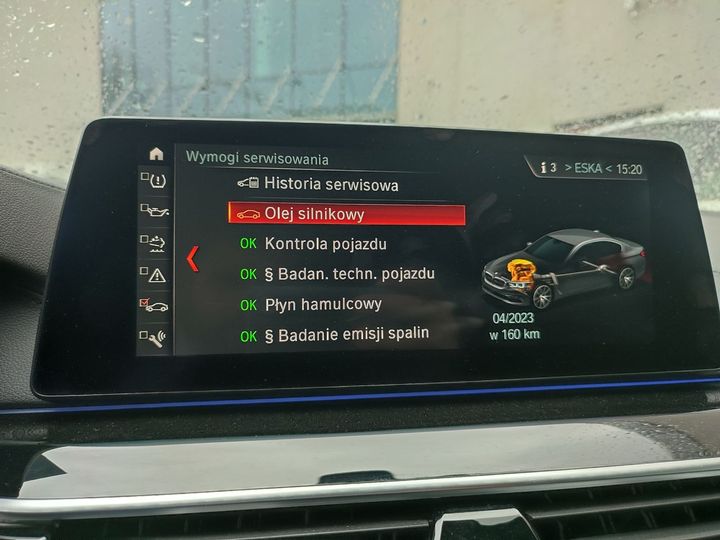 Wymogi serwisowania
i 3 > ESKA < 15:20
Historia serwisowa
Olej silnikowy
OK Kontrola pojazdu
OK § Badan. techn. pojazdu
OK Płyn hamulcowy
OK § Badanie emisji spalin
04/2023
w 160 km